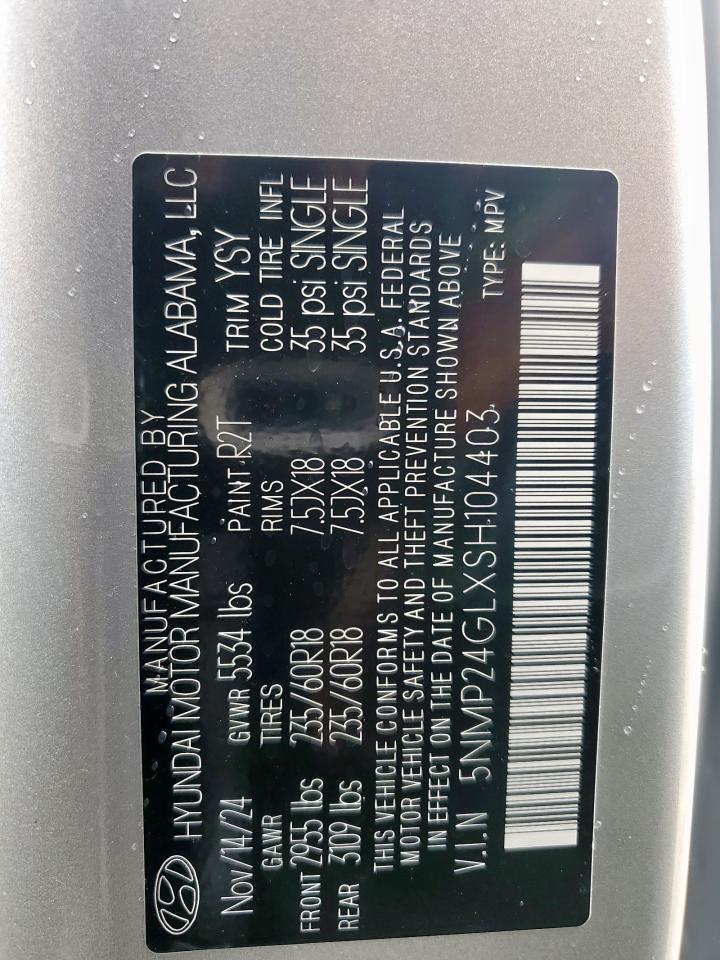 MANUFACTURED BY
HYUNDAI MOTOR MANUFACTURING ALABAMA, LLC
Nov/14/24 GVWR 5534 lbs PAINT R2T TRIM YSY
GAWR TIRES RIMS COLD TIRE INFL
FRONT 2955 lbs 235/60R18 7.5JX18 35 psi SINGLE
REAR 3109 lbs 235/60R18 7.5JX18 35 psi SINGLE
THIS VEHICLE CONFORMS TO ALL APPLICABLE U.S.A. FEDERAL
MOTOR VEHICLE SAFETY AND THEFT PREVENTION STANDARDS
IN EFFECT ON THE DATE OF MANUFACTURE SHOWN ABOVE
V.I.N 5NMP24GLXSH104403 TYPE: MPV